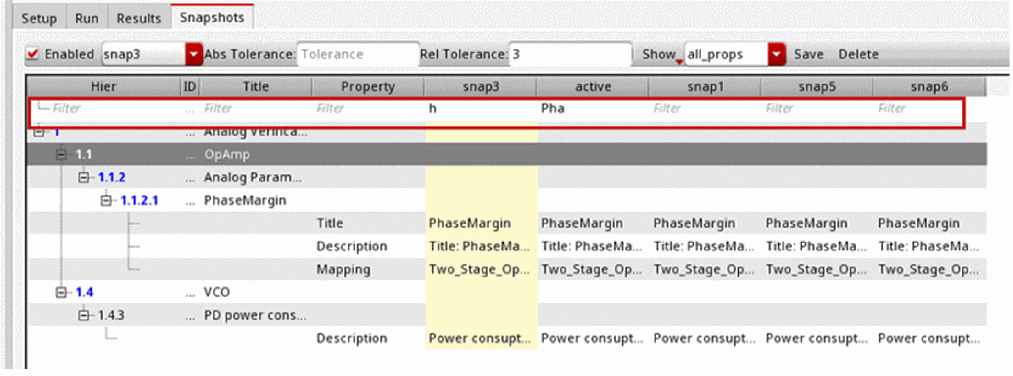 Setup Run Results Snapshots
Enabled snap3 Abs Tolerance: Tolerance Rel Tolerance: 3 Show all_props Save Delete
Hier ID Title Property snap3 active snap1 snap5 snap6
Filter ... Filter Filter h Pha Filter Filter Filter
1 ... Analog Verifica...
1.1 ... OpAmp
1.1.2 ... Analog Param...
1.1.2.1 ... PhaseMargin
Title PhaseMargin PhaseMargin PhaseMargin PhaseMargin PhaseMargin
Description Title: PhaseMa... Title: PhaseMa... Title: PhaseMa... Title: PhaseMa... Title: PhaseMa...
Mapping Two_Stage_Op... Two_Stage_Op... Two_Stage_Op... Two_Stage_Op... Two_Stage_Op...
1.4 ... VCO
1.4.3 ... PD power cons...
Description Power consupt... Power consupt... Power consupt... Power consupt... Power consupt...